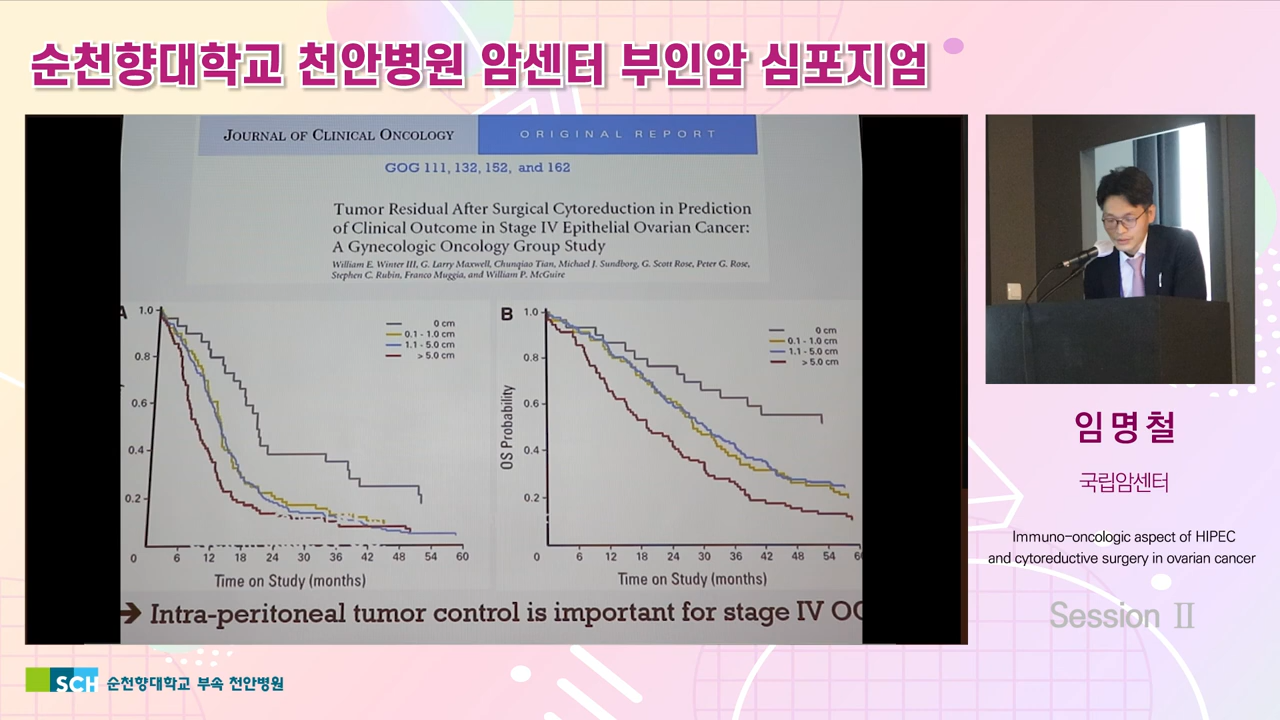 순천향대학교 천안병원 암센터 부인암 심포지엄
JOURNAL OF CLINICAL ONCOLOGY
ORIGINAL REPORT
GOG 111, 132, 152, and 162
Tumor Residual After Surgical Cytoreduction in Prediction
of Clinical Outcome in Stage IV Epithelial Ovarian Cancer:
A Gynecologic Oncology Group Study
William E. Winter III, G. Larry Maxwell, Chunqiao Tian, Michael J. Sundborg, G. Scott Rose, Peter G. Rose,
Stephen C. Rubin, Franco Muggia, and William P. McGuire
A
1.0
0.8
0.6
0.4
0.2
0 6 12 18 24 30 36 42 48 54 60
Time on Study (months)
0 cm
0.1 - 1.0 cm
1.1 - 5.0 cm
> 5.0 cm
B
OS Probability
1.0
0.8
0.6
0.4
0.2
0 6 12 18 24 30 36 42 48 54 60
Time on Study (months)
0 cm
0.1 - 1.0 cm
1.1 - 5.0 cm
> 5.0 cm
➔ Intra-peritoneal tumor control is important for stage IV OC
임명철
국립암센터
Immuno-oncologic aspect of HIPEC
and cytoreductive surgery in ovarian cancer
Session Ⅱ
SCH 순천향대학교 부속 천안병원